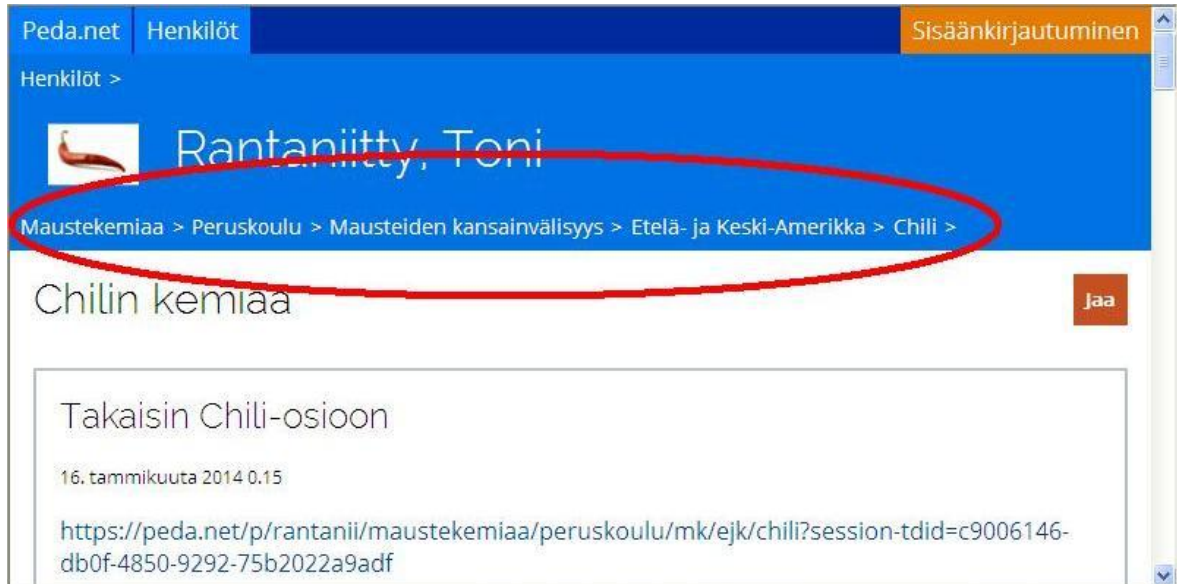 Peda.net Henkilöt Sisäänkirjautuminen
Henkilöt >
Rantaniitty, Toni
Maustekemiaa > Peruskoulu > Mausteiden kansainvälisyys > Etelä- ja Keski-Amerikka > Chili >
Chilin kemiaa
Jaa
Takaisin Chili-osioon
16. tammikuuta 2014 0.15
https://peda.net/p/rantanii/maustekemiaa/peruskoulu/mk/ejk/chili?session-tdid=c9006146-
db0f-4850-9292-75b2022a9adf